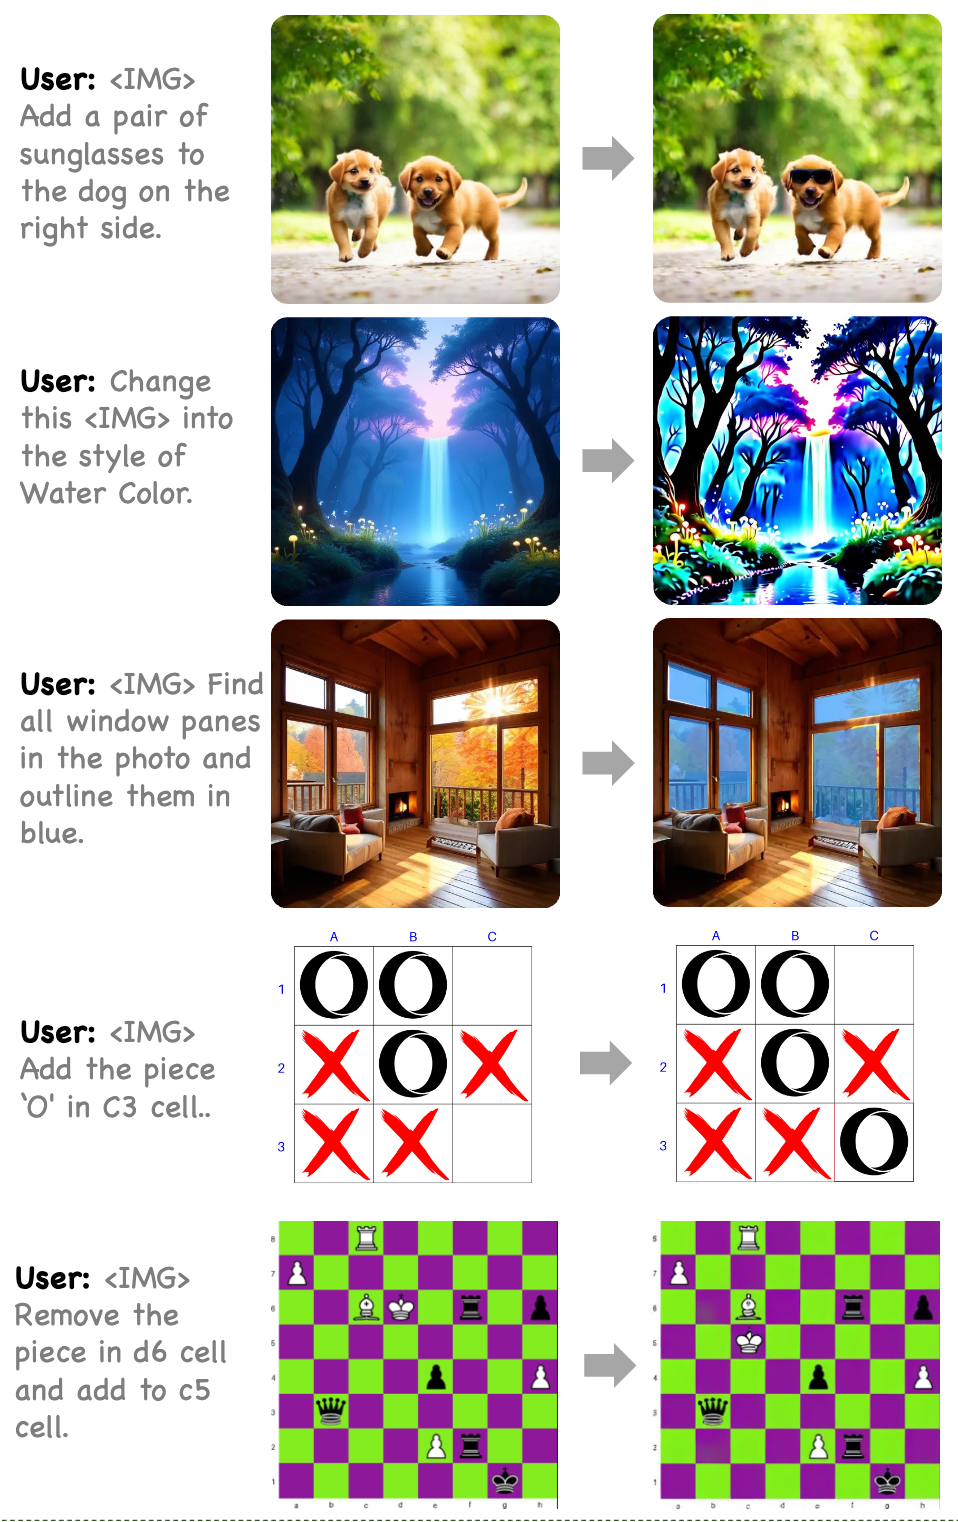 User: <IMG>
Add a pair of
sunglasses to
the dog on the
right side.
User: Change
this <IMG> into
the style of
Water Color.
User: <IMG> Find
all window panes
in the photo and
outline them in
blue.
A B C
1
2
3
A B C
1
2
3
User: <IMG>
Add the piece
'O' in C3 cell..
User: <IMG>
Remove the
piece in d6 cell
and add to c5
cell.
8
7
6
5
4
3
2
1
a b c d e f g h
8
7
6
5
4
3
2
1
a b c d e f g h